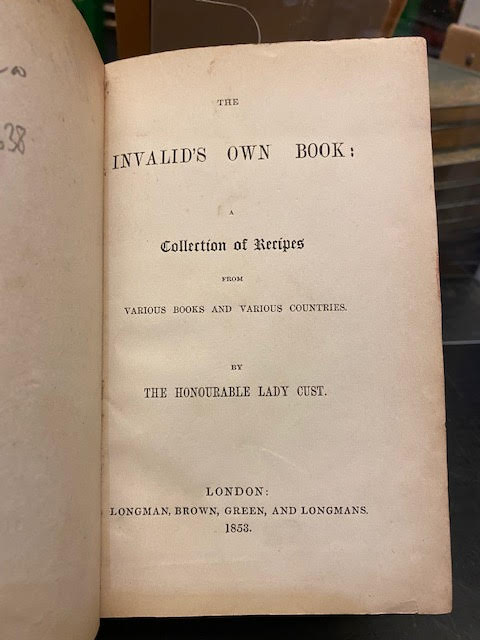 THE
INVALID'S OWN BOOK:
A
Collection of Recipes
FROM
VARIOUS BOOKS AND VARIOUS COUNTRIES.
BY
THE HONOURABLE LADY CUST.
LONDON:
LONGMAN, BROWN, GREEN, AND LONGMANS.
1853.